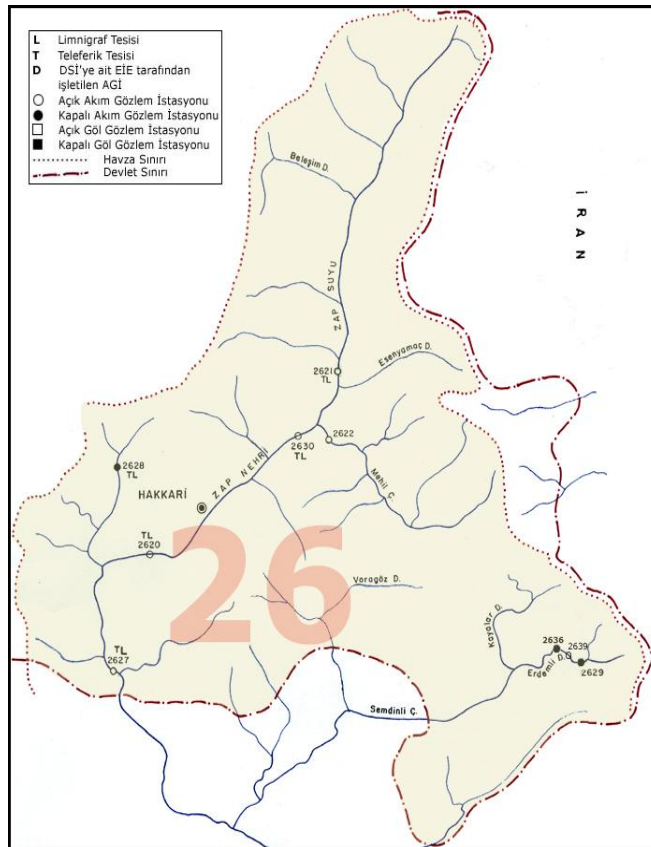 L Limnigraf Tesisi
T Teleferik Tesisi
D DSİ'ye ait EİE tarafından
işletilen AGİ
Açık Akım Gözlem İstasyonu
Kapalı Akım Gözlem İstasyonu
Açık Göl Gözlem İstasyonu
Kapalı Göl Gözlem İstasyonu
Havza Sınırı
Devlet Sınırı
Beleşim D.
İRAN
ZAP SUYU
Esenyamaç D.
2621
TL
2622
2630
TL
2628
TL
ZAP NEHRİ
Mehil Ç.
HAKKARİ
TL
2620
26
Varagöz D.
Kayalar D.
2636
2639
Erdemli D.
2629
TL
2627
Semdinli Ç.